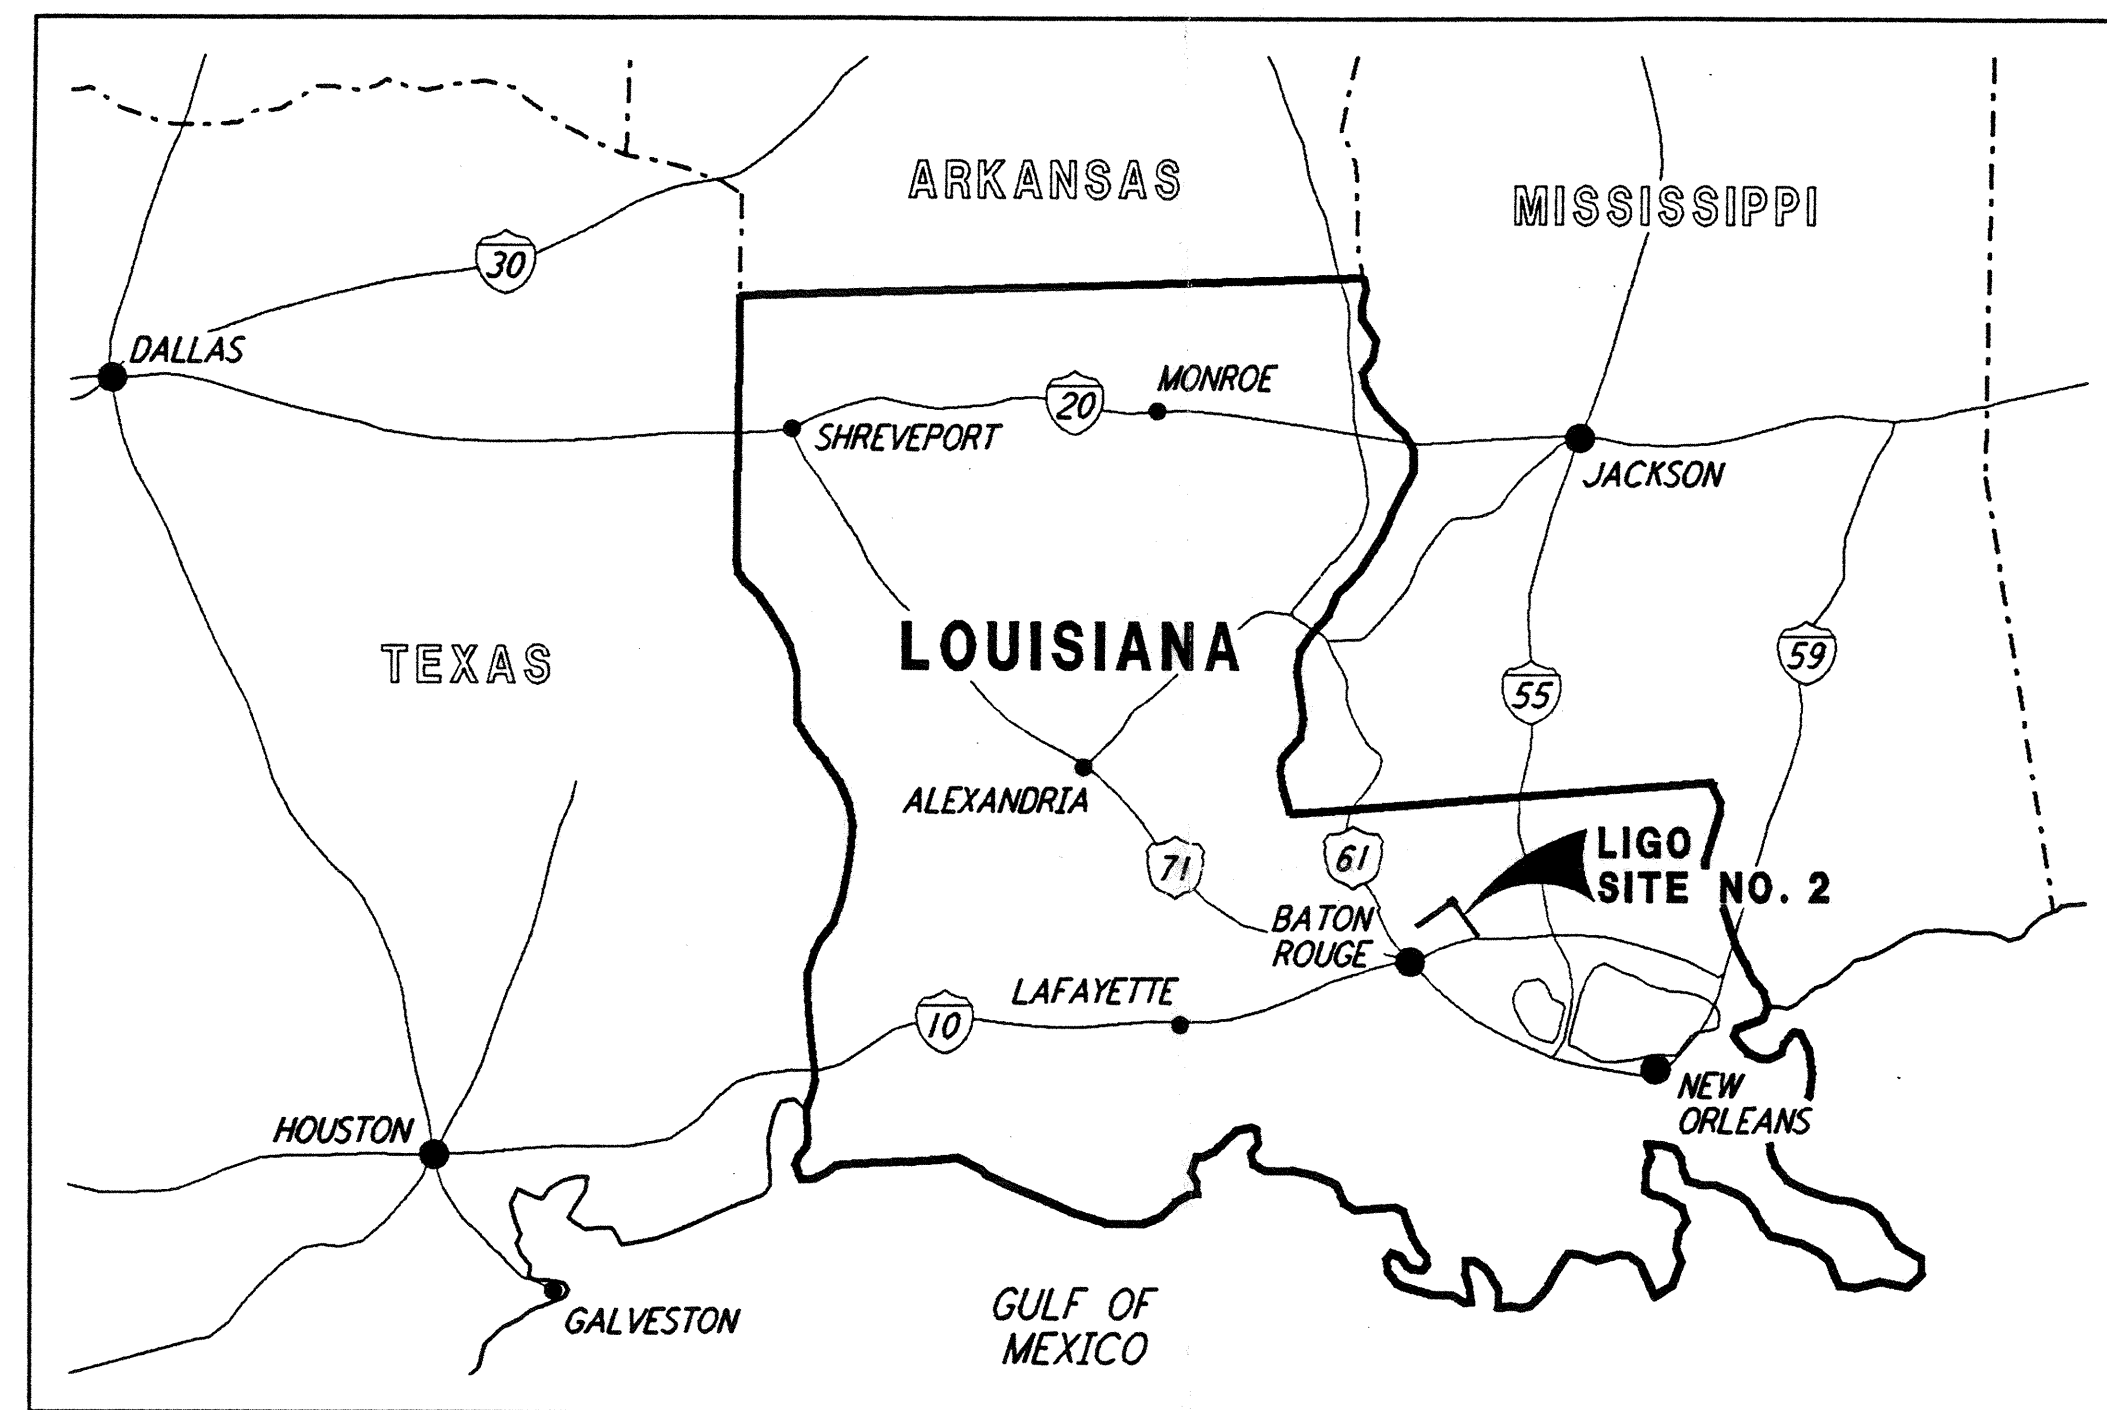 ARKANSAS
MISSISSIPPI
30
DALLAS
MONROE
20
SHREVEPORT
JACKSON
LOUISIANA
TEXAS
59
55
ALEXANDRIA
LIGO
SITE NO. 2
71
61
BATON
ROUGE
LAFAYETTE
10
NEW
ORLEANS
HOUSTON
GALVESTON
GULF OF
MEXICO